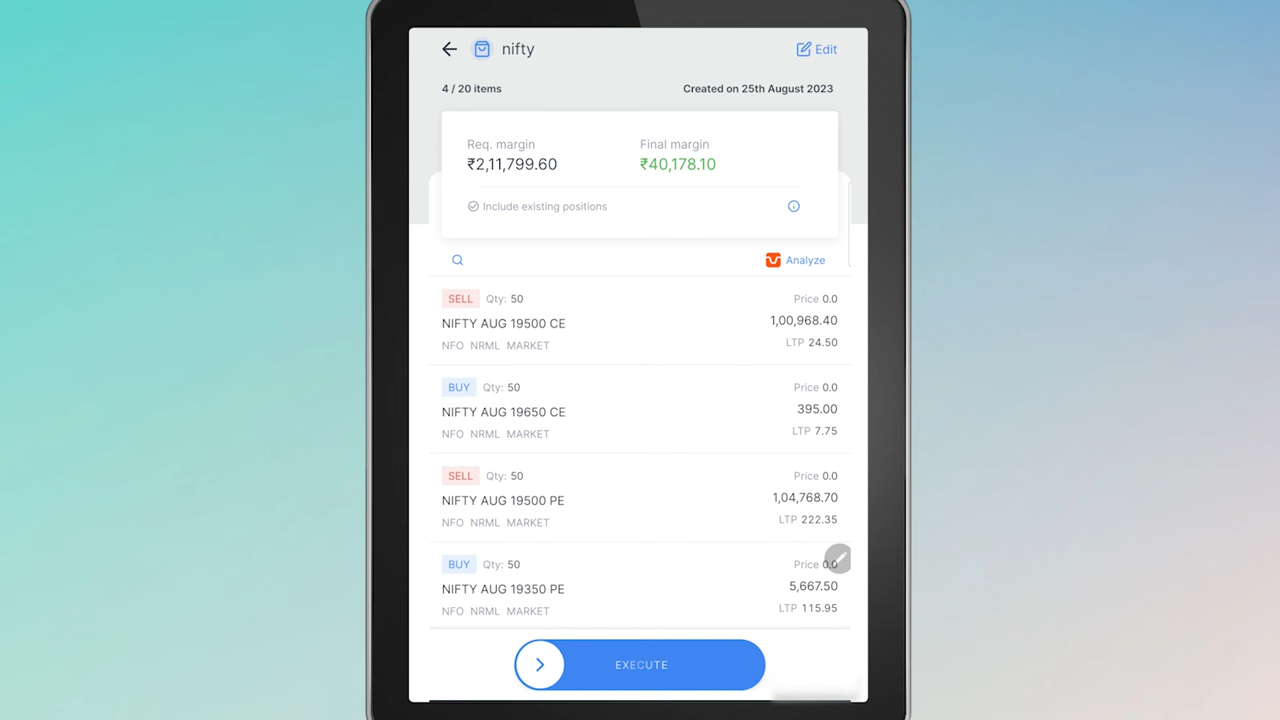 nifty
Edit
4 / 20 items
Created on 25th August 2023
Req. margin
Final margin
₹2,11,799.60
₹40,178.10
Include existing positions
Analyze
SELL Qty: 50
Price 0.0
NIFTY AUG 19500 CE
1,00,968.40
NFO NRML MARKET
LTP 24.50
BUY Qty: 50
Price 0.0
NIFTY AUG 19650 CE
395.00
NFO NRML MARKET
LTP 7.75
SELL Qty: 50
Price 0.0
NIFTY AUG 19500 PE
1,04,768.70
NFO NRML MARKET
LTP 222.35
BUY Qty: 50
Price 0.0
NIFTY AUG 19350 PE
5,667.50
NFO NRML MARKET
LTP 115.95
EXECUTE